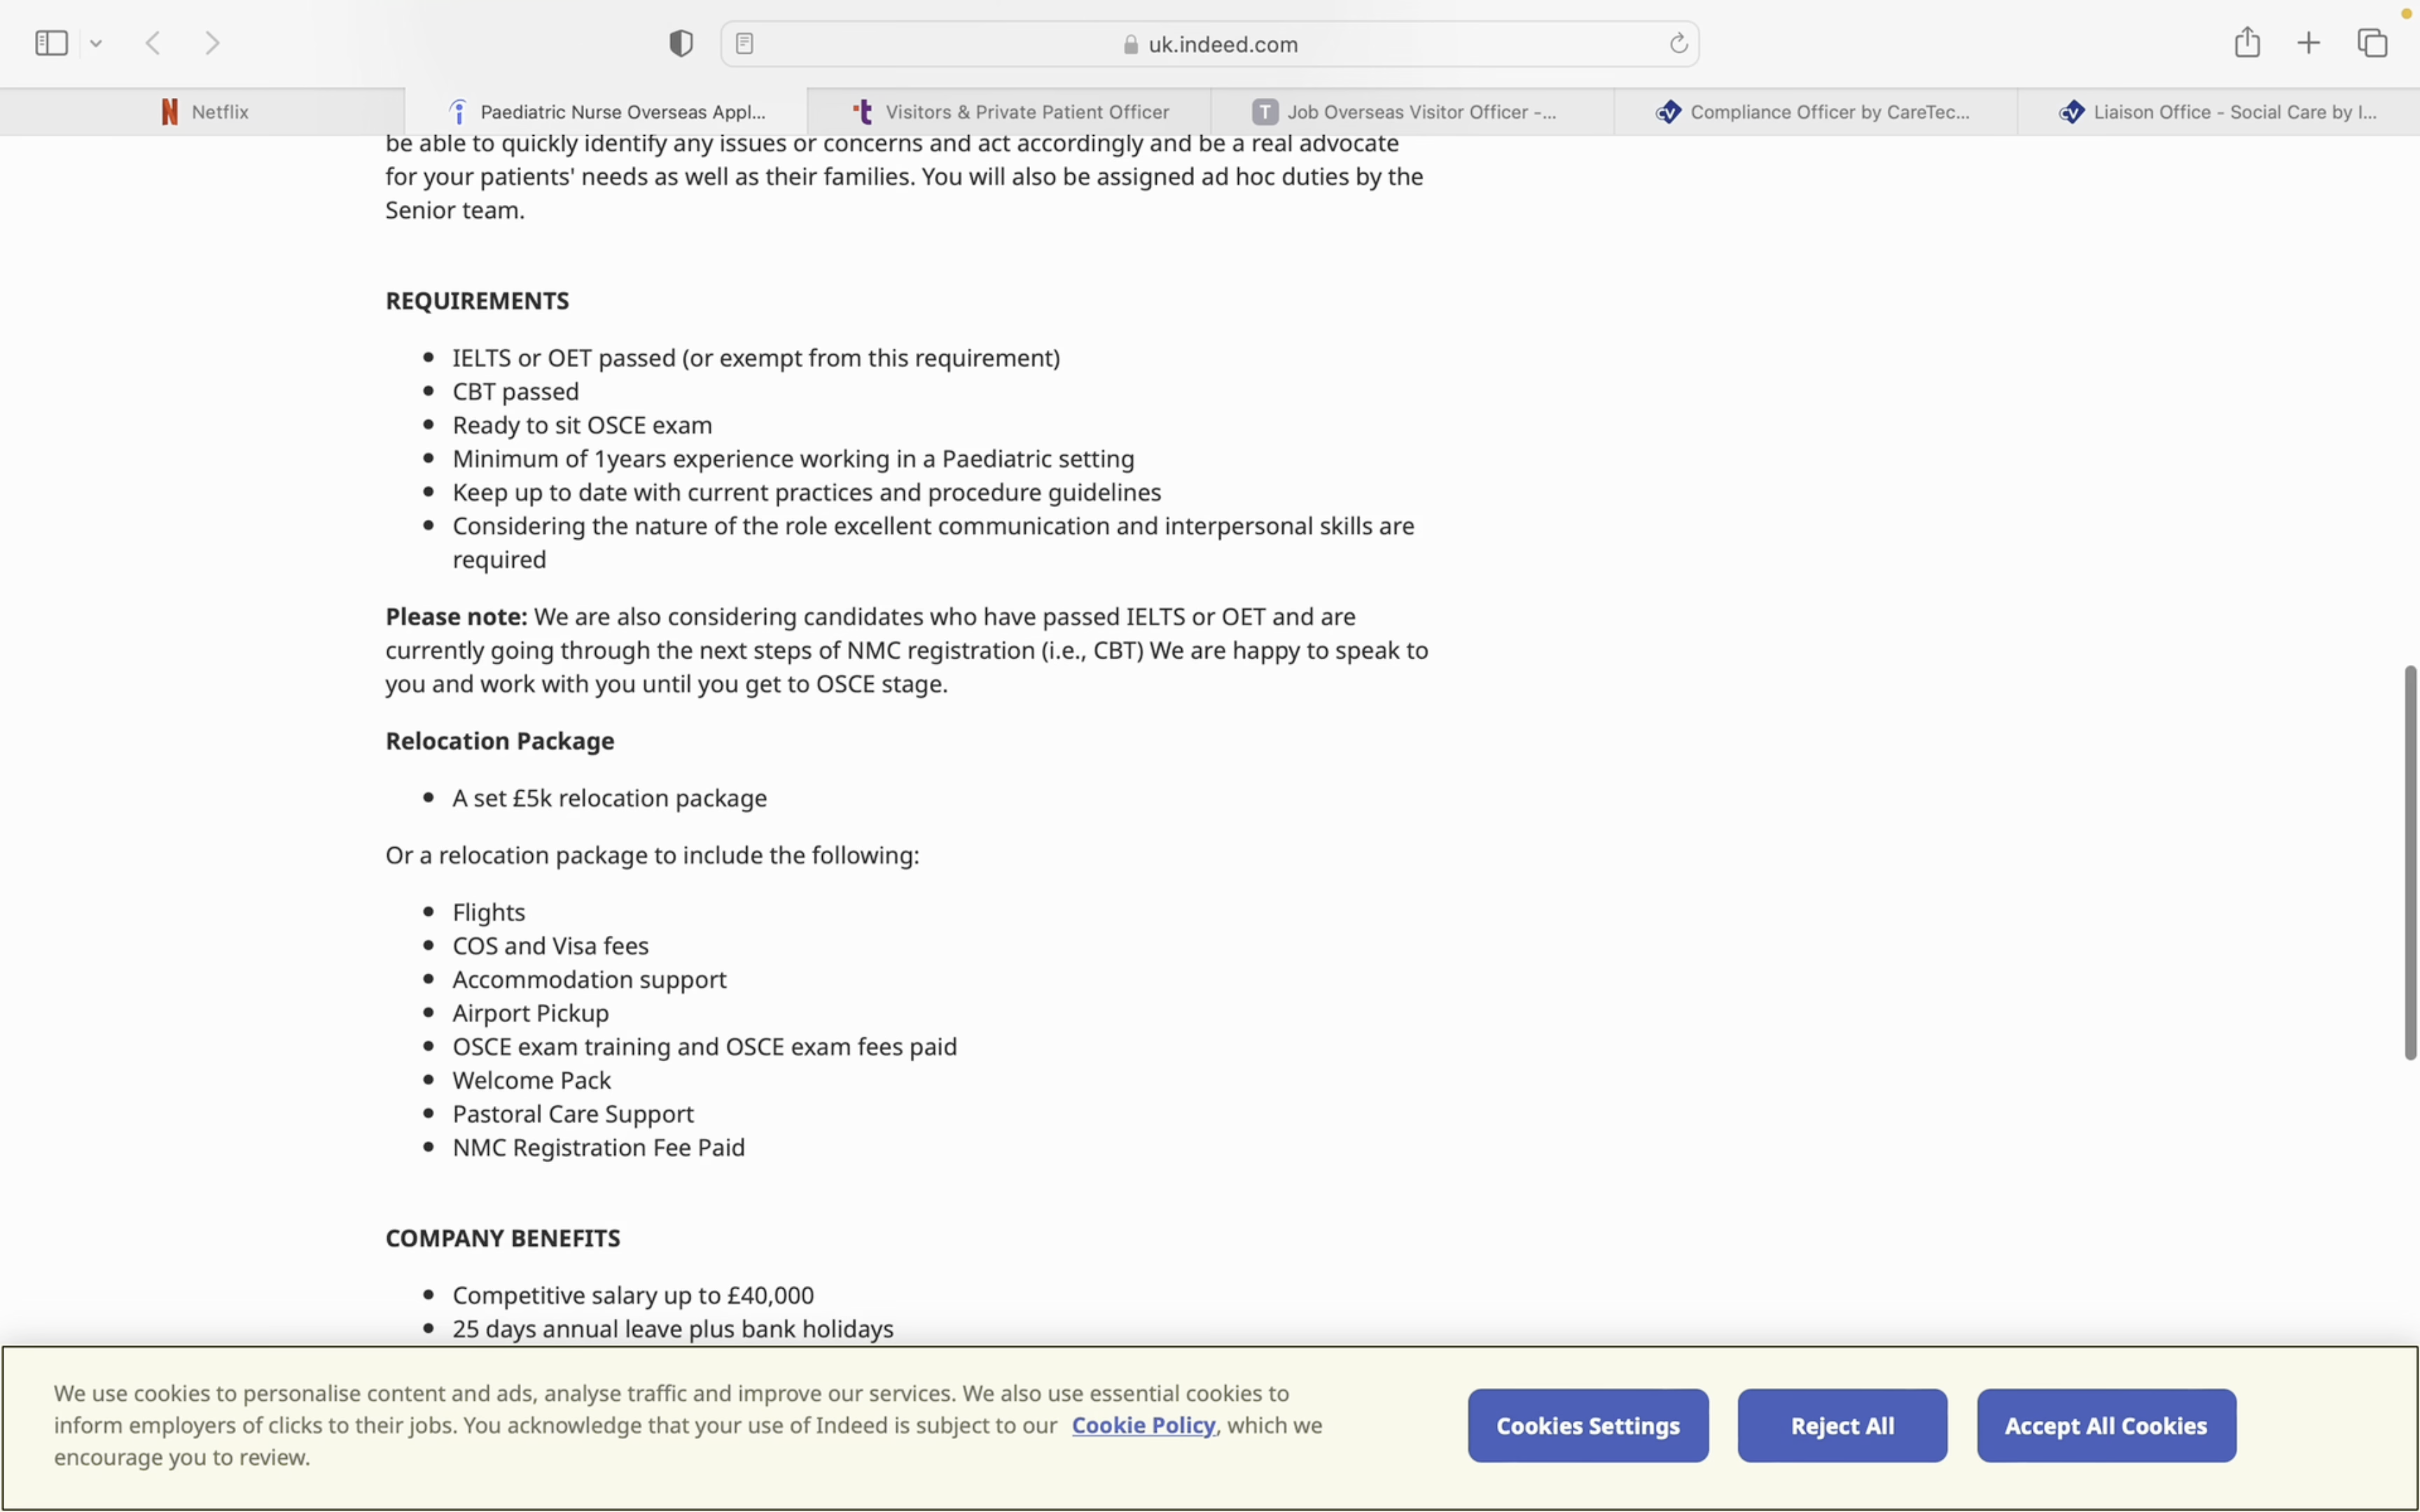 uk.indeed.com
Netflix
Paediatric Nurse Overseas Appl...
Visitors & Private Patient Officer
T Job Overseas Visitor Officer -...
Compliance Officer by CareTec...
Liaison Office - Social Care by I...
be able to quickly identify any issues or concerns and act accordingly and be a real advocate
for your patients' needs as well as their families. You will also be assigned ad hoc duties by the
Senior team.
REQUIREMENTS
IELTS or OET passed (or exempt from this requirement)
CBT passed
Ready to sit OSCE exam
Minimum of 1years experience working in a Paediatric setting
Keep up to date with current practices and procedure guidelines
Considering the nature of the role excellent communication and interpersonal skills are
required
Please note: We are also considering candidates who have passed IELTS or OET and are
currently going through the next steps of NMC registration (i.e., CBT) We are happy to speak to
you and work with you until you get to OSCE stage.
Relocation Package
A set £5k relocation package
Or a relocation package to include the following:
Flights
COS and Visa fees
Accommodation support
Airport Pickup
OSCE exam training and OSCE exam fees paid
Welcome Pack
Pastoral Care Support
NMC Registration Fee Paid
COMPANY BENEFITS
Competitive salary up to £40,000
25 days annual leave plus bank holidays
We use cookies to personalise content and ads, analyse traffic and improve our services. We also use essential cookies to
inform employers of clicks to their jobs. You acknowledge that your use of Indeed is subject to our Cookie Policy, which we
encourage you to review.
Cookies Settings
Reject All
Accept All Cookies